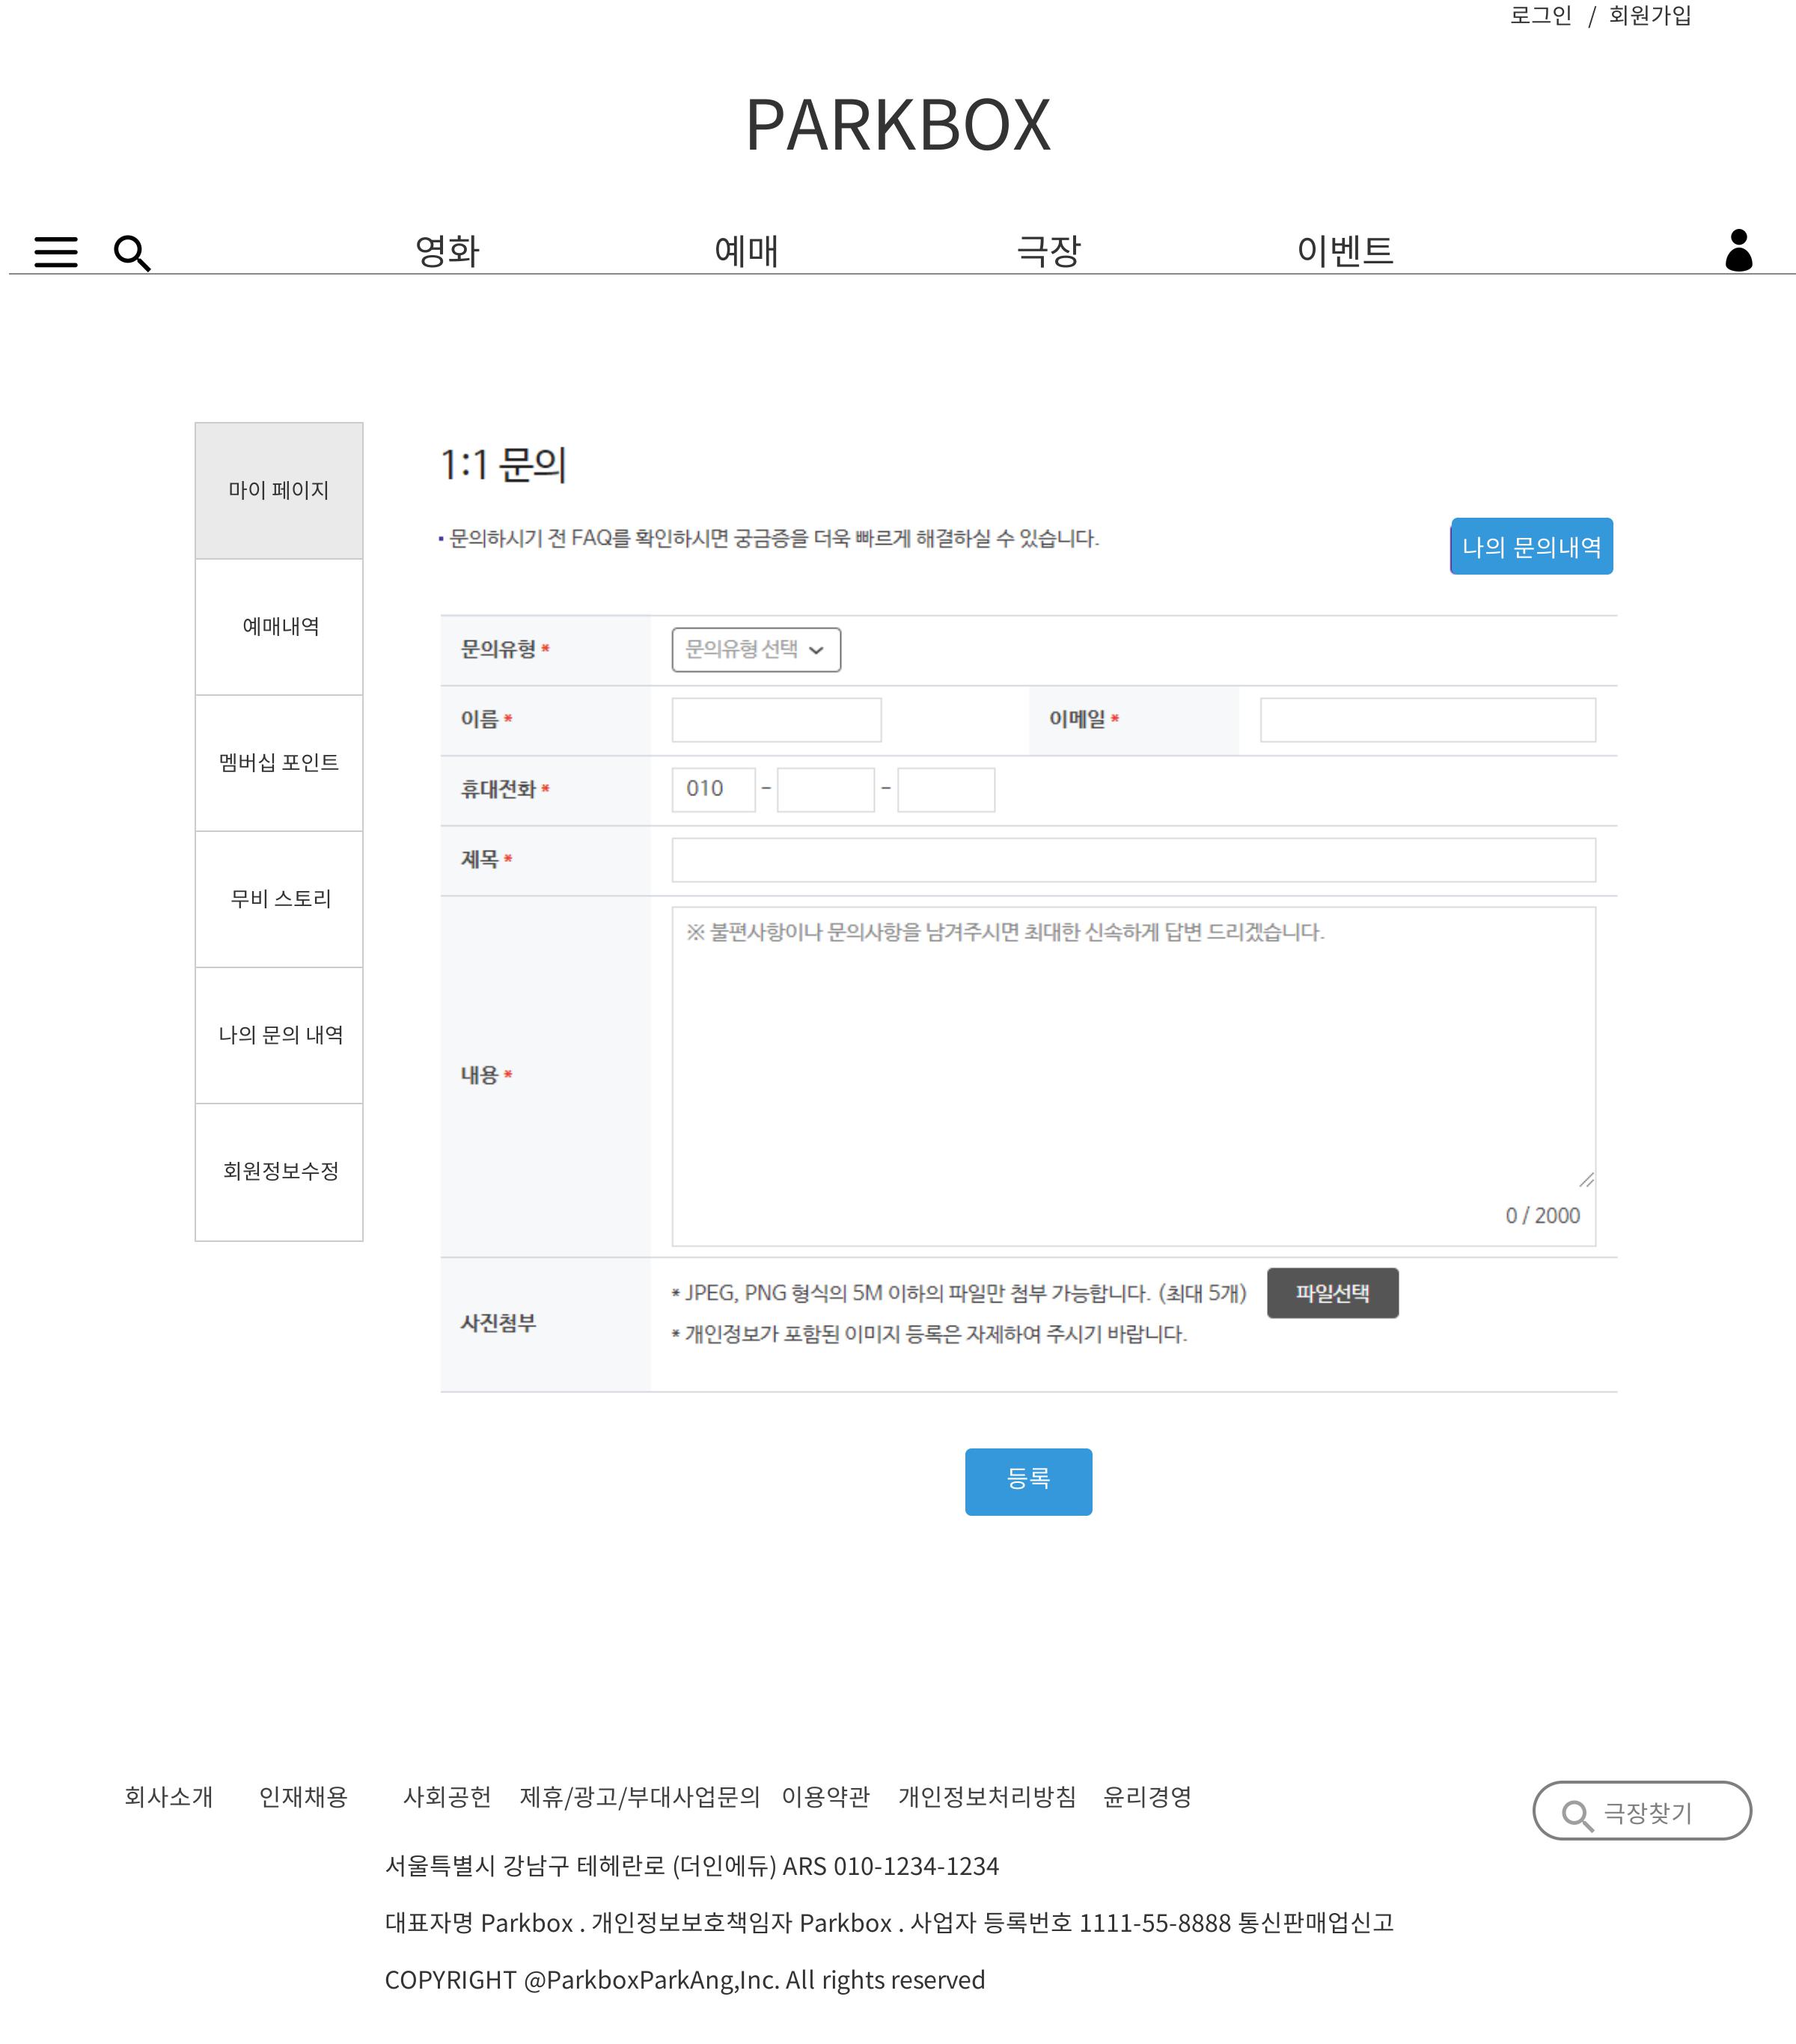 로그인 / 회원가입
PARKBOX
영화 예매 극장 이벤트
마이 페이지
예매내역
멤버십 포인트
무비 스토리
나의 문의 내역
회원정보수정
1:1 문의
▪ 문의하시기 전 FAQ를 확인하시면 궁금증을 더욱 빠르게 해결하실 수 있습니다.
나의 문의내역
문의유형 * 문의유형 선택
이름 * 이메일 *
휴대전화 * 010 - -
제목 *
※ 불편사항이나 문의사항을 남겨주시면 최대한 신속하게 답변 드리겠습니다.
내용 *
0 / 2000
* JPEG, PNG 형식의 5M 이하의 파일만 첨부 가능합니다. (최대 5개) 파일선택
사진첨부
* 개인정보가 포함된 이미지 등록은 자제하여 주시기 바랍니다.
등록
회사소개 인재채용 사회공헌 제휴/광고/부대사업문의 이용약관 개인정보처리방침 윤리경영
극장찾기
서울특별시 강남구 테헤란로 (더인에듀) ARS 010-1234-1234
대표자명 Parkbox . 개인정보보호책임자 Parkbox . 사업자 등록번호 1111-55-8888 통신판매업신고
COPYRIGHT @ParkboxParkAng,Inc. All rights reserved